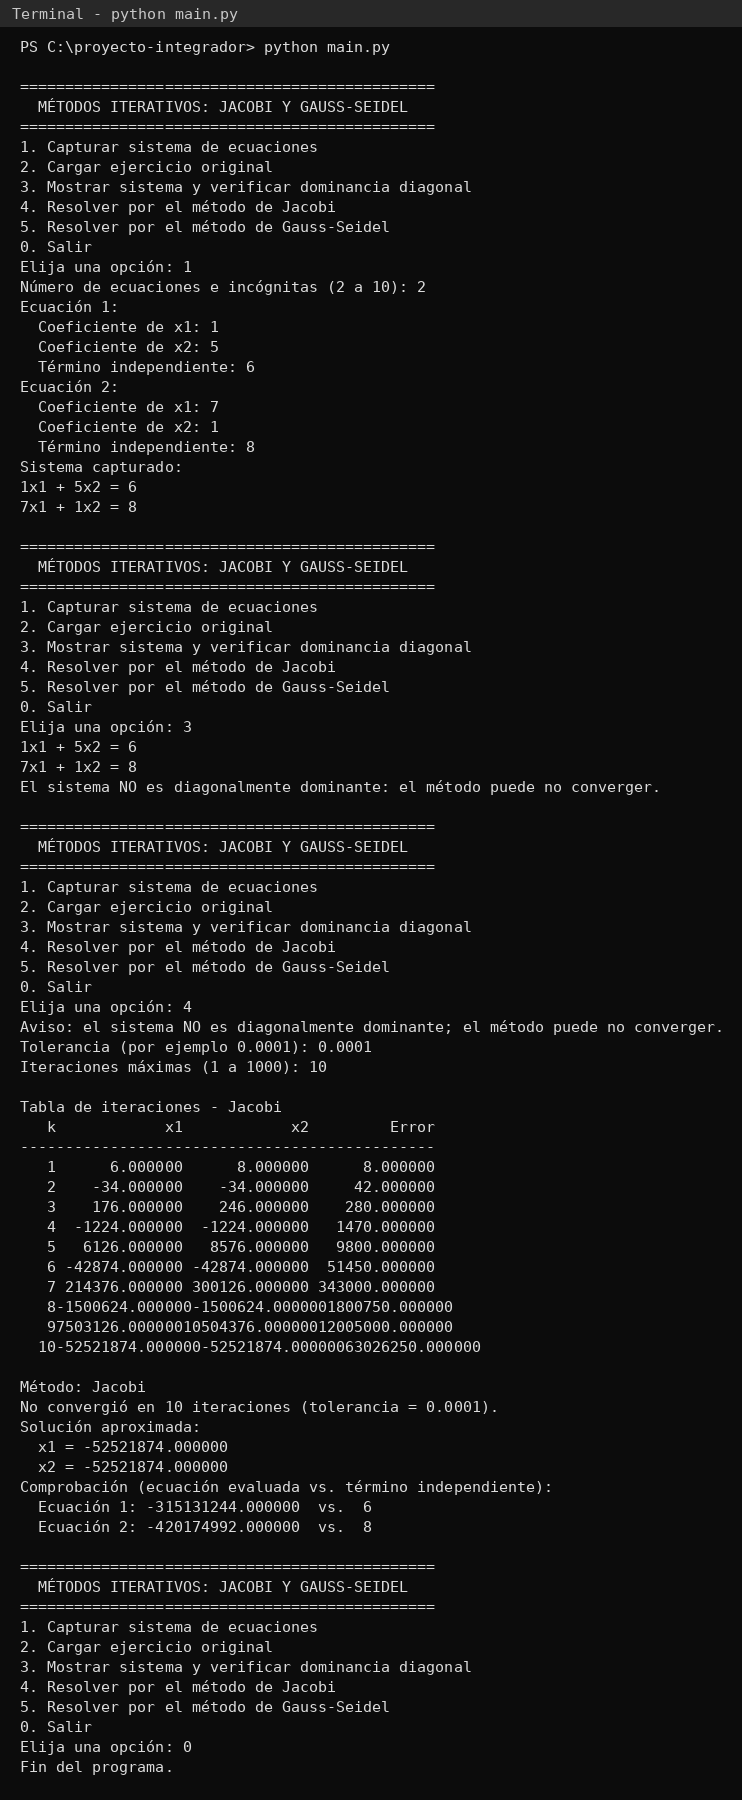 Terminal - python main.py
PS C:\proyecto-integrador> python main.py
==============================================
  MÉTODOS ITERATIVOS: JACOBI Y GAUSS-SEIDEL
==============================================
1. Capturar sistema de ecuaciones
2. Cargar ejercicio original
3. Mostrar sistema y verificar dominancia diagonal
4. Resolver por el método de Jacobi
5. Resolver por el método de Gauss-Seidel
0. Salir
Elija una opción: 1
Número de ecuaciones e incógnitas (2 a 10): 2
Ecuación 1:
  Coeficiente de x1: 1
  Coeficiente de x2: 5
  Término independiente: 6
Ecuación 2:
  Coeficiente de x1: 7
  Coeficiente de x2: 1
  Término independiente: 8
Sistema capturado:
1x1 + 5x2 = 6
7x1 + 1x2 = 8
==============================================
  MÉTODOS ITERATIVOS: JACOBI Y GAUSS-SEIDEL
==============================================
1. Capturar sistema de ecuaciones
2. Cargar ejercicio original
3. Mostrar sistema y verificar dominancia diagonal
4. Resolver por el método de Jacobi
5. Resolver por el método de Gauss-Seidel
0. Salir
Elija una opción: 3
1x1 + 5x2 = 6
7x1 + 1x2 = 8
El sistema NO es diagonalmente dominante: el método puede no converger.
==============================================
  MÉTODOS ITERATIVOS: JACOBI Y GAUSS-SEIDEL
==============================================
1. Capturar sistema de ecuaciones
2. Cargar ejercicio original
3. Mostrar sistema y verificar dominancia diagonal
4. Resolver por el método de Jacobi
5. Resolver por el método de Gauss-Seidel
0. Salir
Elija una opción: 4
Aviso: el sistema NO es diagonalmente dominante; el método puede no converger.
Tolerancia (por ejemplo 0.0001): 0.0001
Iteraciones máximas (1 a 1000): 10
Tabla de iteraciones - Jacobi
   k            x1            x2         Error
----------------------------------------------
   1      6.000000      8.000000      8.000000
   2    -34.000000    -34.000000     42.000000
   3    176.000000    246.000000    280.000000
   4  -1224.000000  -1224.000000   1470.000000
   5   6126.000000   8576.000000   9800.000000
   6 -42874.000000 -42874.000000  51450.000000
   7 214376.000000 300126.000000 343000.000000
   8-1500624.000000-1500624.0000001800750.000000
   97503126.00000010504376.00000012005000.000000
  10-52521874.000000-52521874.00000063026250.000000
Método: Jacobi
No convergió en 10 iteraciones (tolerancia = 0.0001).
Solución aproximada:
  x1 = -52521874.000000
  x2 = -52521874.000000
Comprobación (ecuación evaluada vs. término independiente):
  Ecuación 1: -315131244.000000  vs.  6
  Ecuación 2: -420174992.000000  vs.  8
==============================================
  MÉTODOS ITERATIVOS: JACOBI Y GAUSS-SEIDEL
==============================================
1. Capturar sistema de ecuaciones
2. Cargar ejercicio original
3. Mostrar sistema y verificar dominancia diagonal
4. Resolver por el método de Jacobi
5. Resolver por el método de Gauss-Seidel
0. Salir
Elija una opción: 0
Fin del programa.